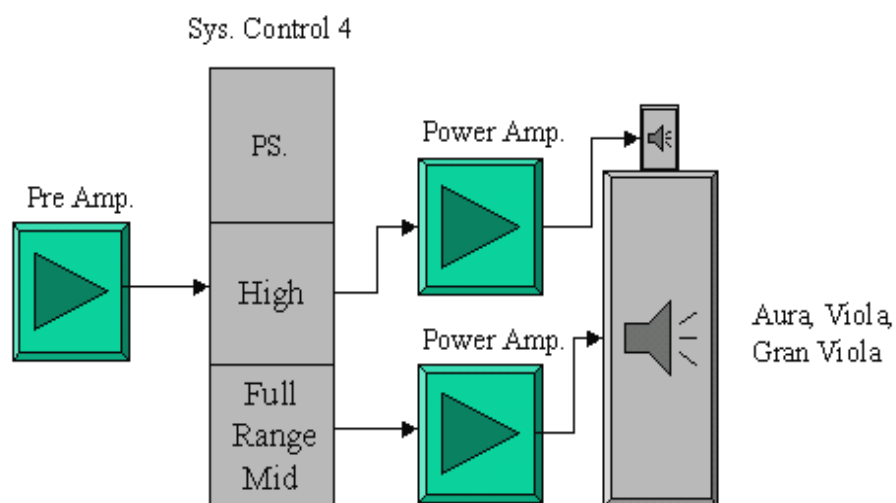 Sys. Control 4
PS.
Power Amp.
Pre Amp.
High
Power Amp.
Aura, Viola,
Gran Viola
Full
Range
Mid